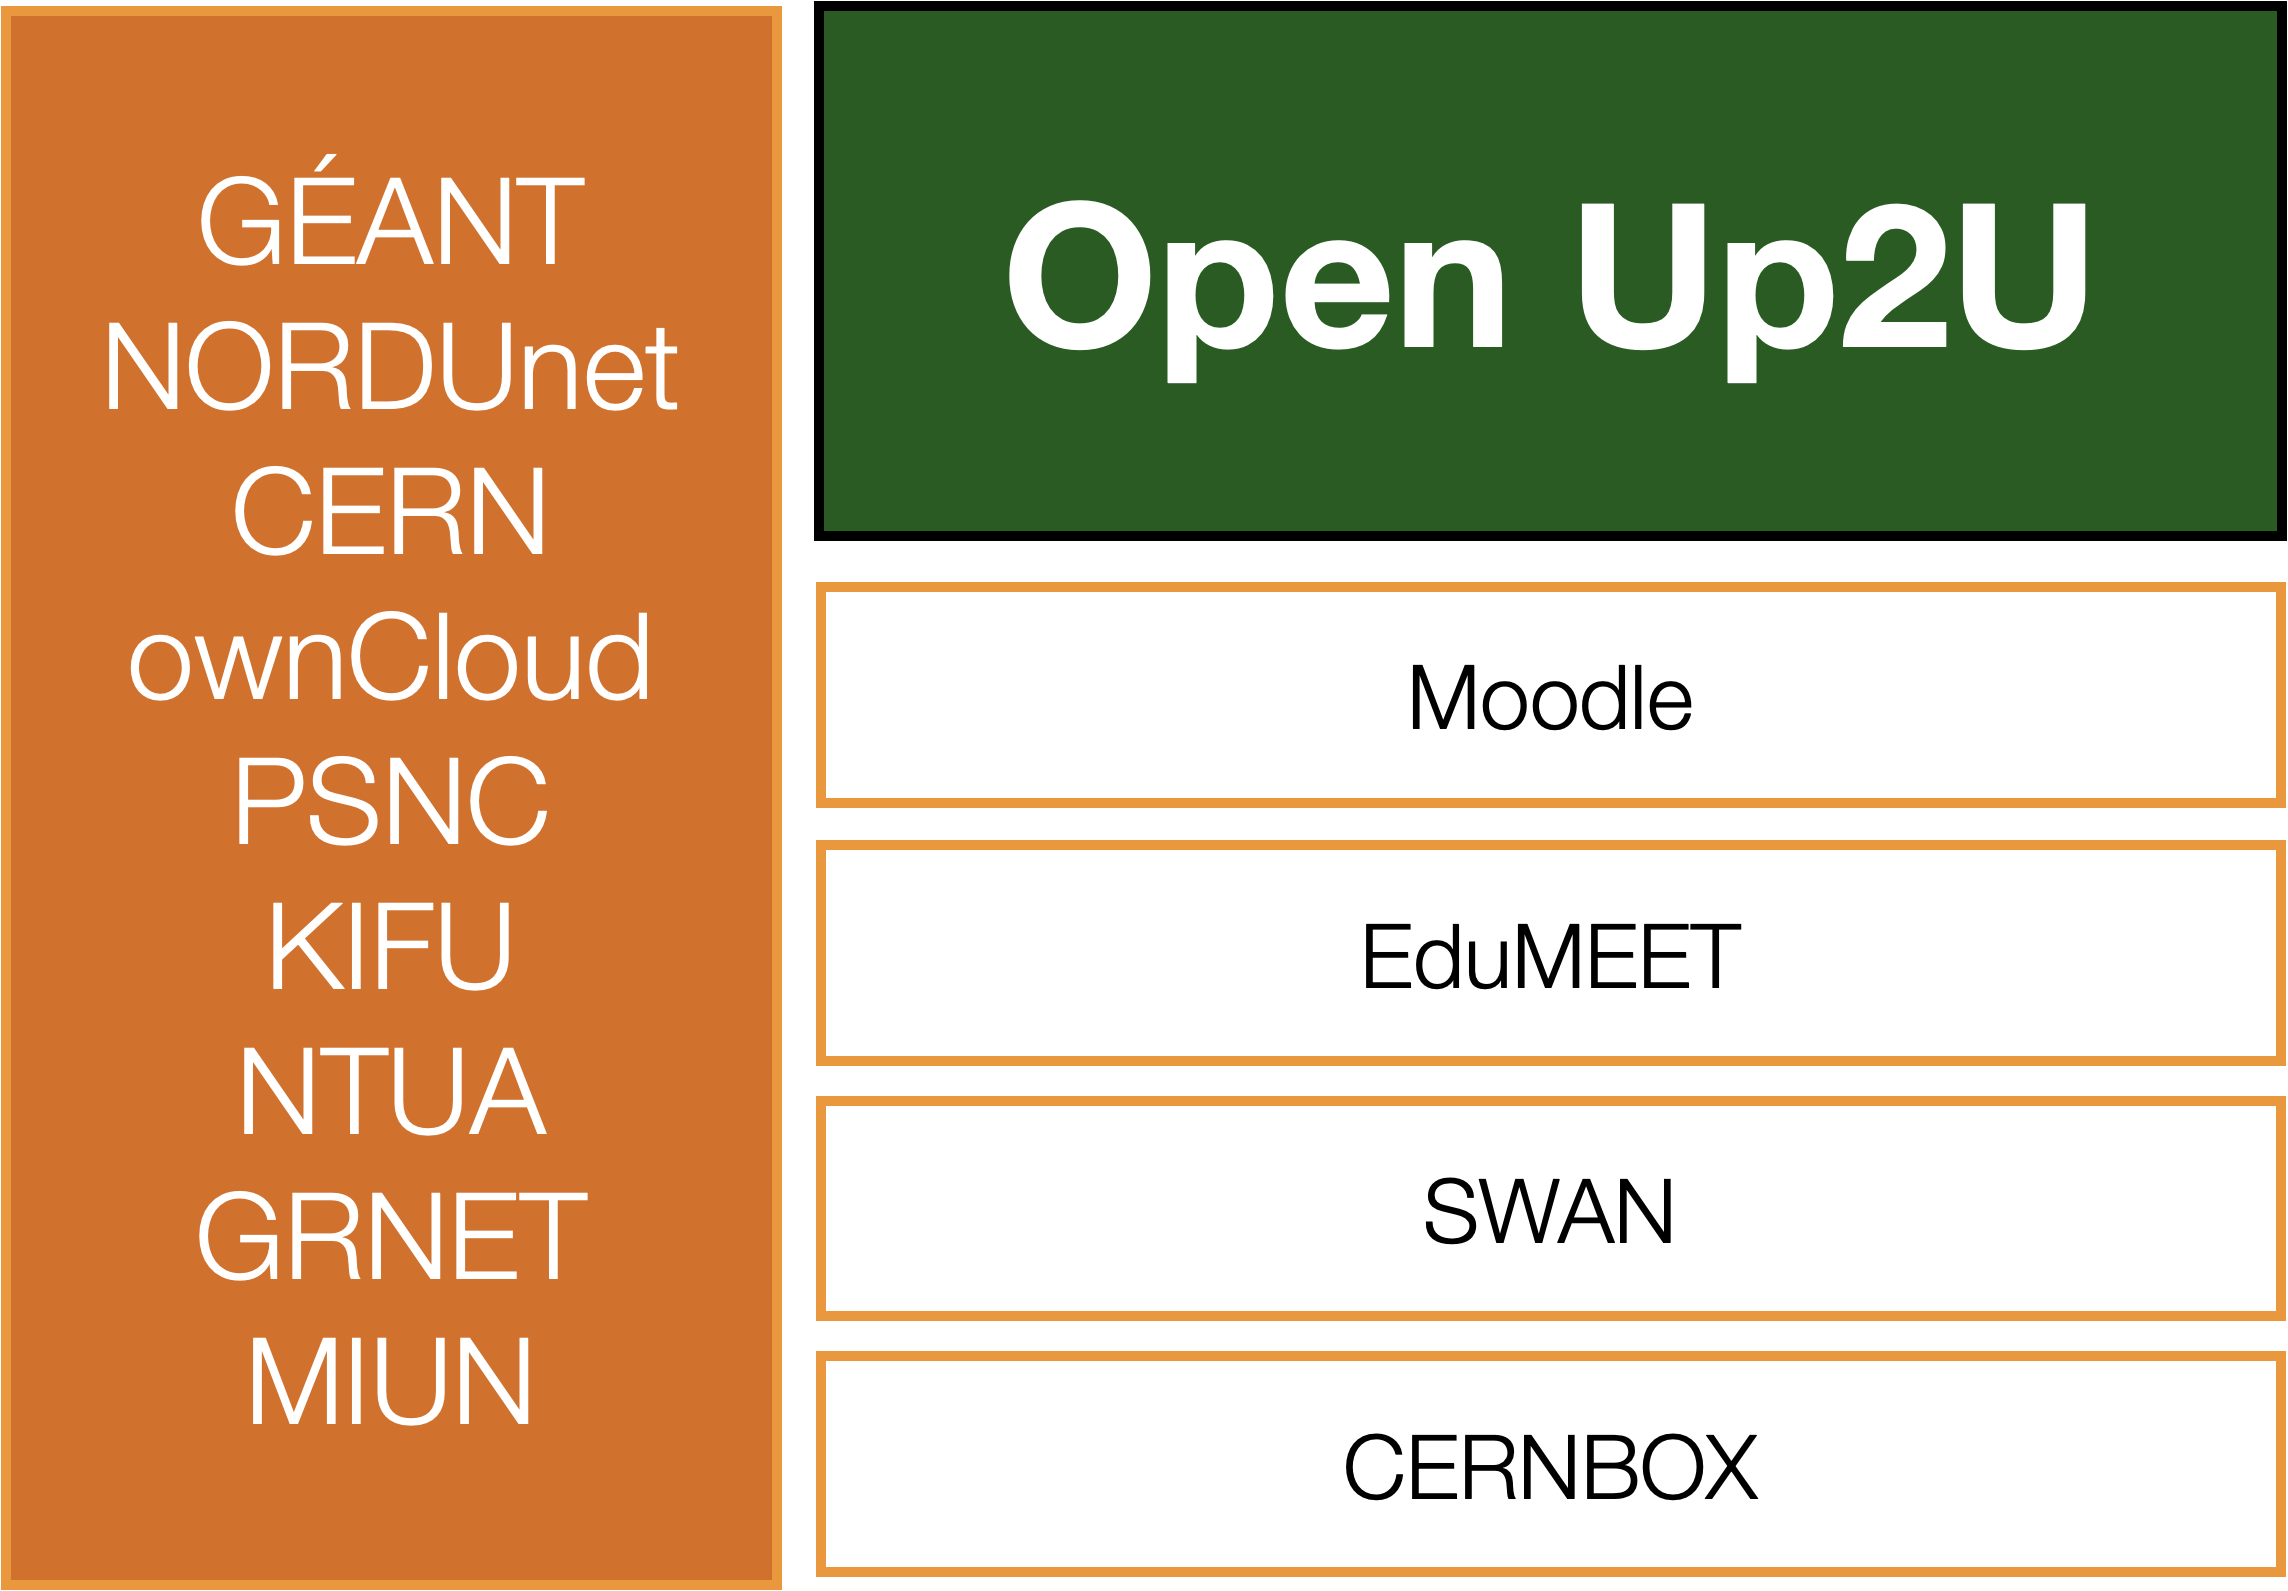 GÉANT
NORDUnet
CERN
ownCloud
PSNC
KIFU
NTUA
GRNET
MIUN
Open Up2U
Moodle
EduMEET
SWAN
CERNBOX